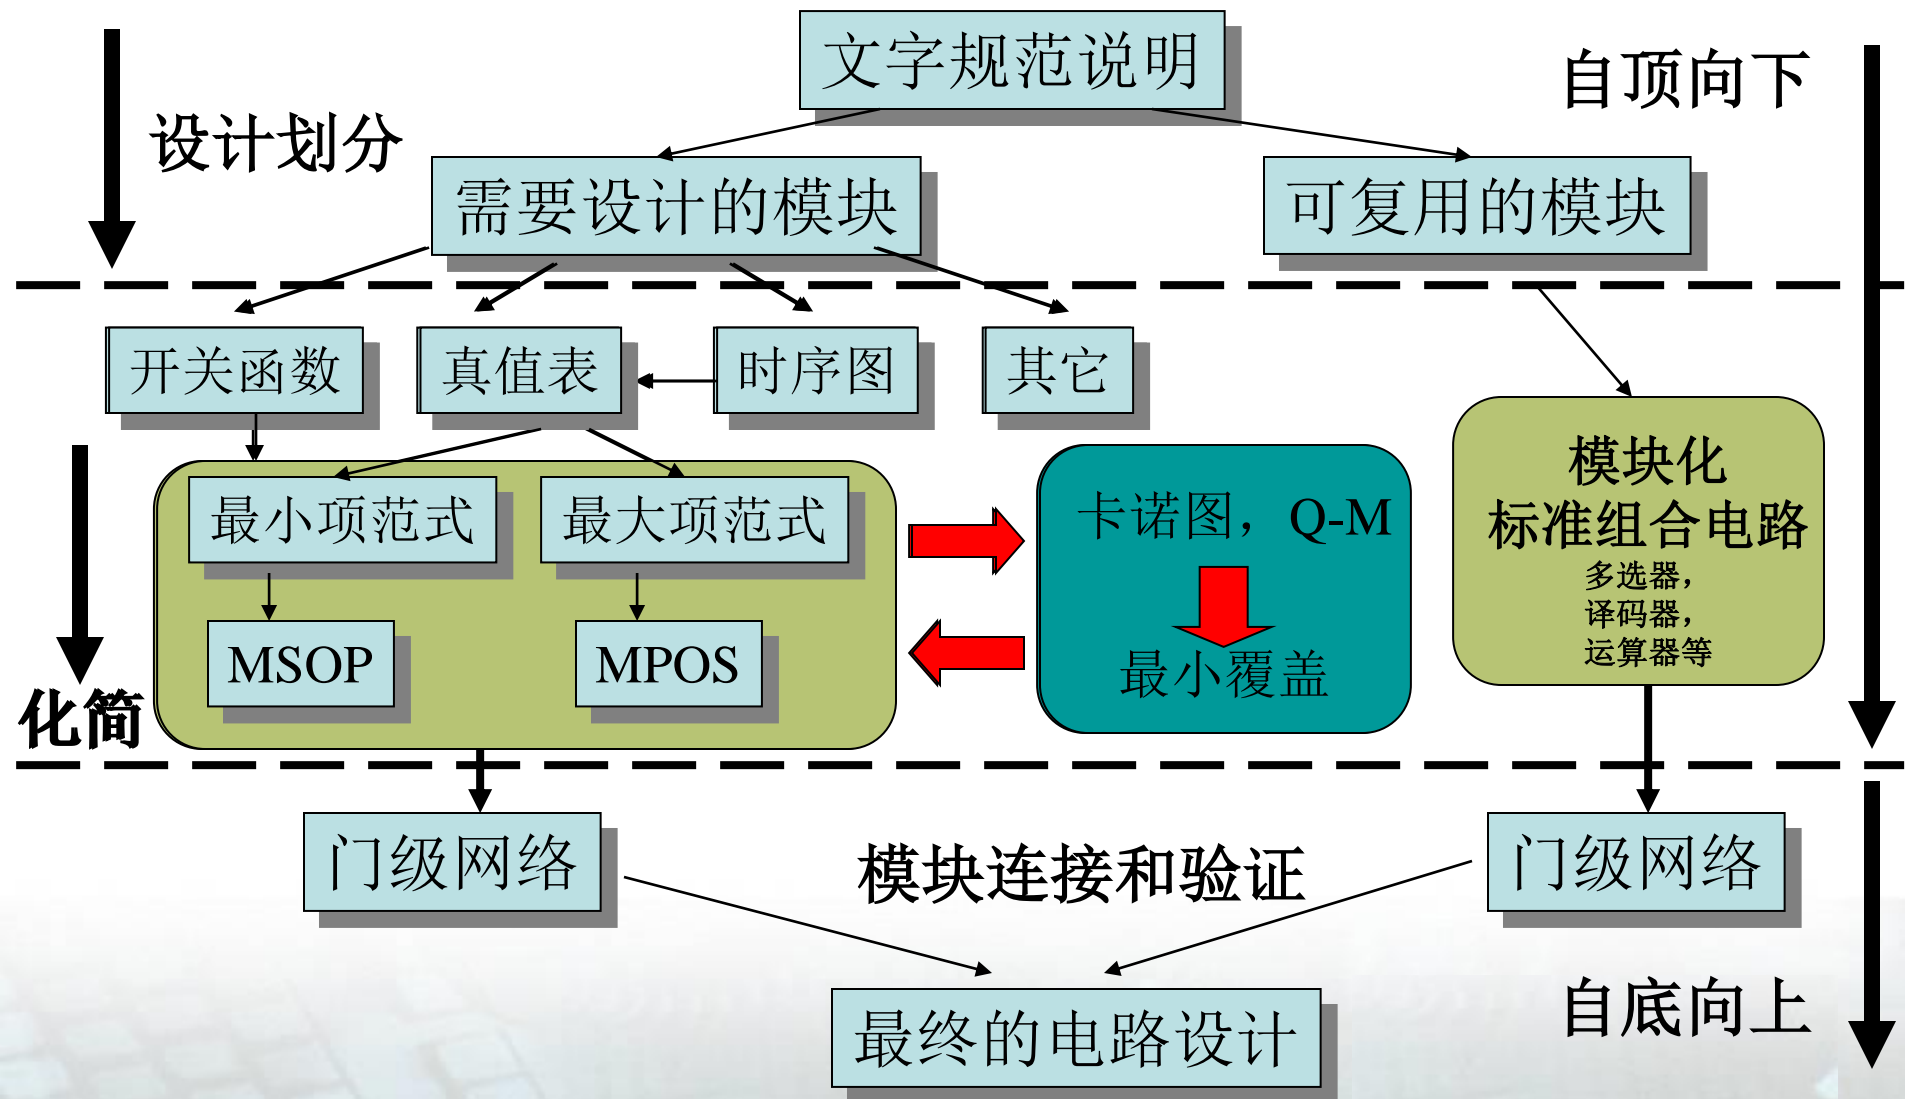 文字规范说明
自顶向下
设计划分
需要设计的模块
可复用的模块
开关函数
真值表
时序图
其它
最小项范式
最大项范式
卡诺图，Q-M
模块化
标准组合电路
多选器，
译码器，
运算器等
MSOP
MPOS
最小覆盖
化简
门级网络
模块连接和验证
门级网络
自底向上
最终的电路设计